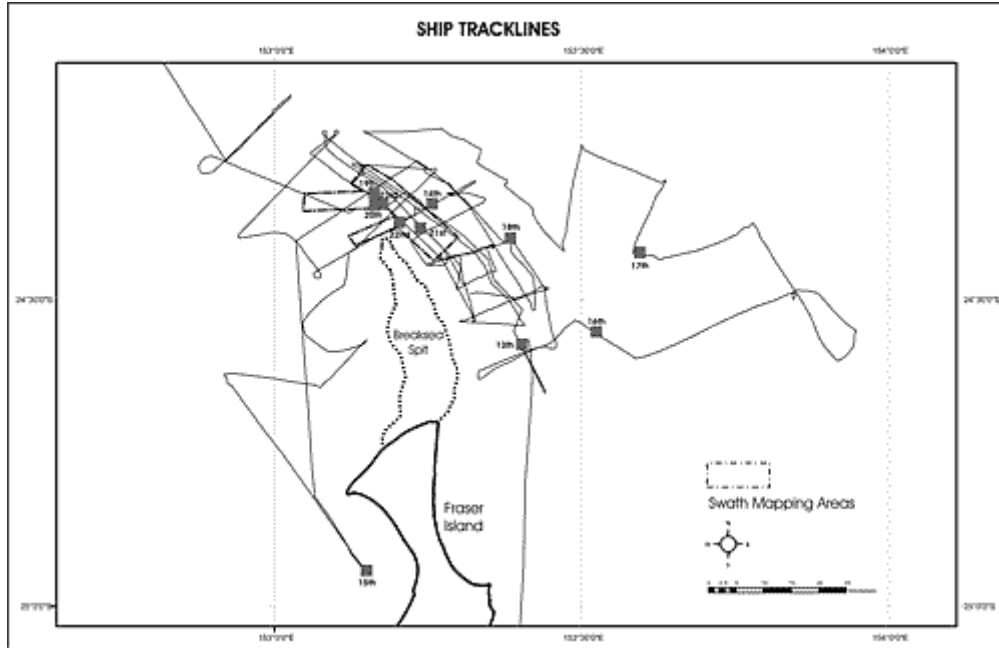 SHIP TRACKLINES
153°0'0"E
153°30'0"E
154°0'0"E
14th
20th
22nd
21st
18th
17th
24°30'0"S
24°30'0"S
16th
Breaksea
Spit
Fraser
Island
Swath Mapping Areas
N
S
15th
25°0'0"S
25°0'0"S
153°0'0"E
153°30'0"E
154°0'0"E